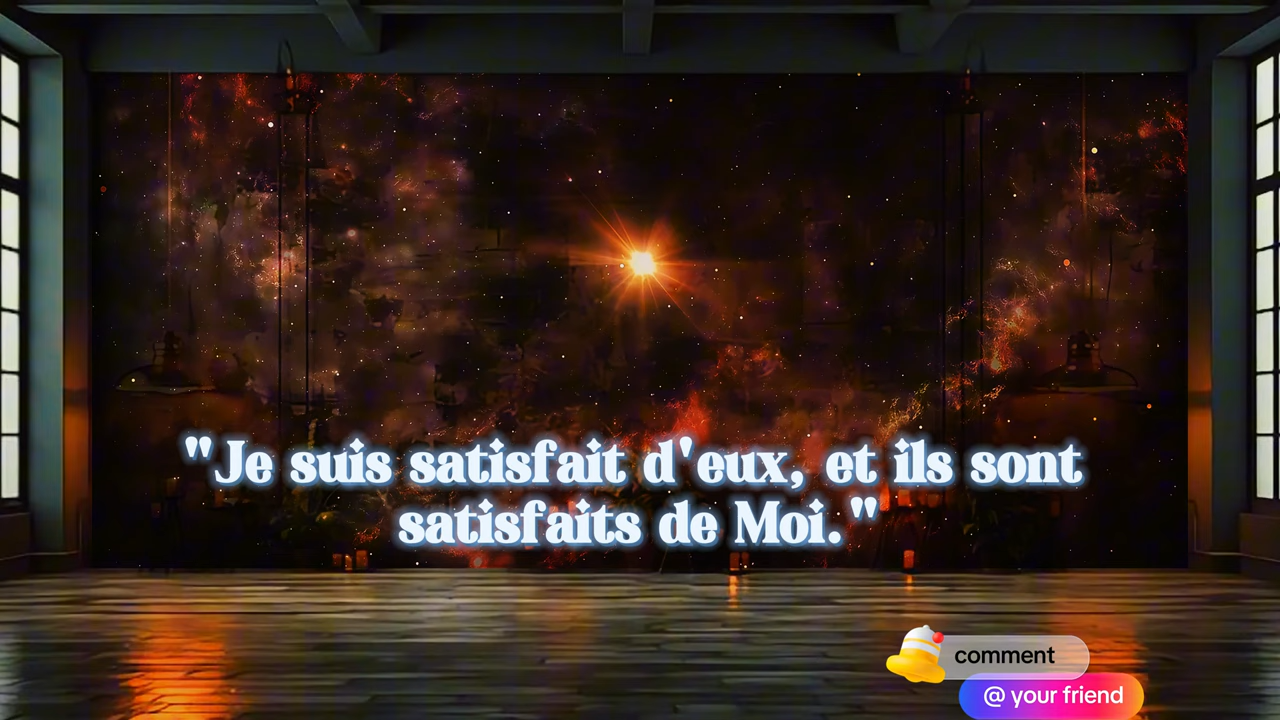 "Je suis satisfait d'eux, et ils sont
satisfaits de Moi."
comment
@ your friend